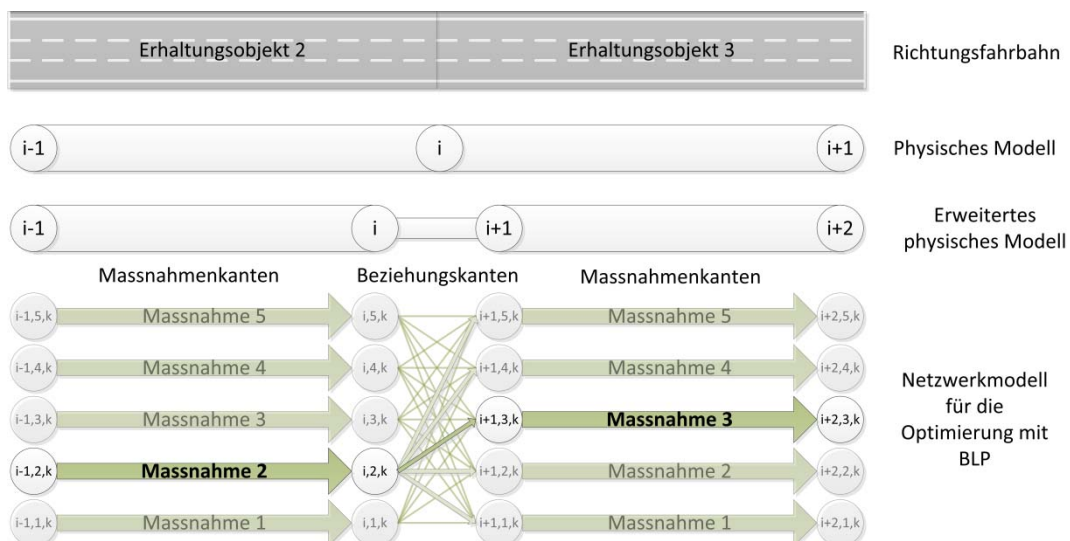 Erhaltungsobjekt 2 Erhaltungsobjekt 3 Richtungsfahrbahn
i-1 i i+1 Physisches Modell
i-1 i i+1 i+2 Erweitertes
physisches Modell
Massnahmenkanten Beziehungskanten Massnahmenkanten
i-1,5,k Massnahme 5 i,5,k i+1,5,k Massnahme 5 i+2,5,k
i-1,4,k Massnahme 4 i,4,k i+1,4,k Massnahme 4 i+2,4,k
i-1,3,k Massnahme 3 i,3,k i+1,3,k Massnahme 3 i+2,3,k
i-1,2,k Massnahme 2 i,2,k i+1,2,k Massnahme 2 i+2,2,k
i-1,1,k Massnahme 1 i,1,k i+1,1,k Massnahme 1 i+2,1,k
Netzwerkmodell
für die
Optimierung mit
BLP